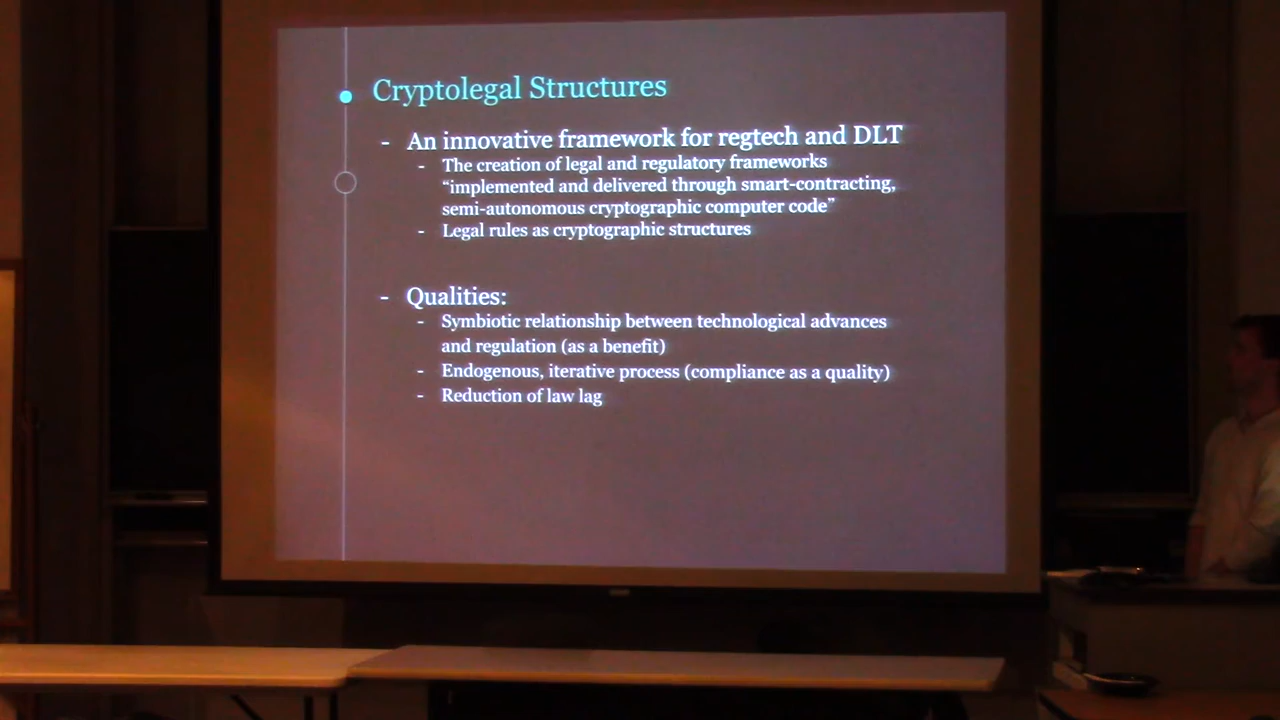 Cryptolegal Structures
- An innovative framework for regtech and DLT
- The creation of legal and regulatory frameworks
“implemented and delivered through smart-contracting,
semi-autonomous cryptographic computer code”
- Legal rules as cryptographic structures
- Qualities:
- Symbiotic relationship between technological advances
and regulation (as a benefit)
- Endogenous, iterative process (compliance as a quality)
- Reduction of law lag